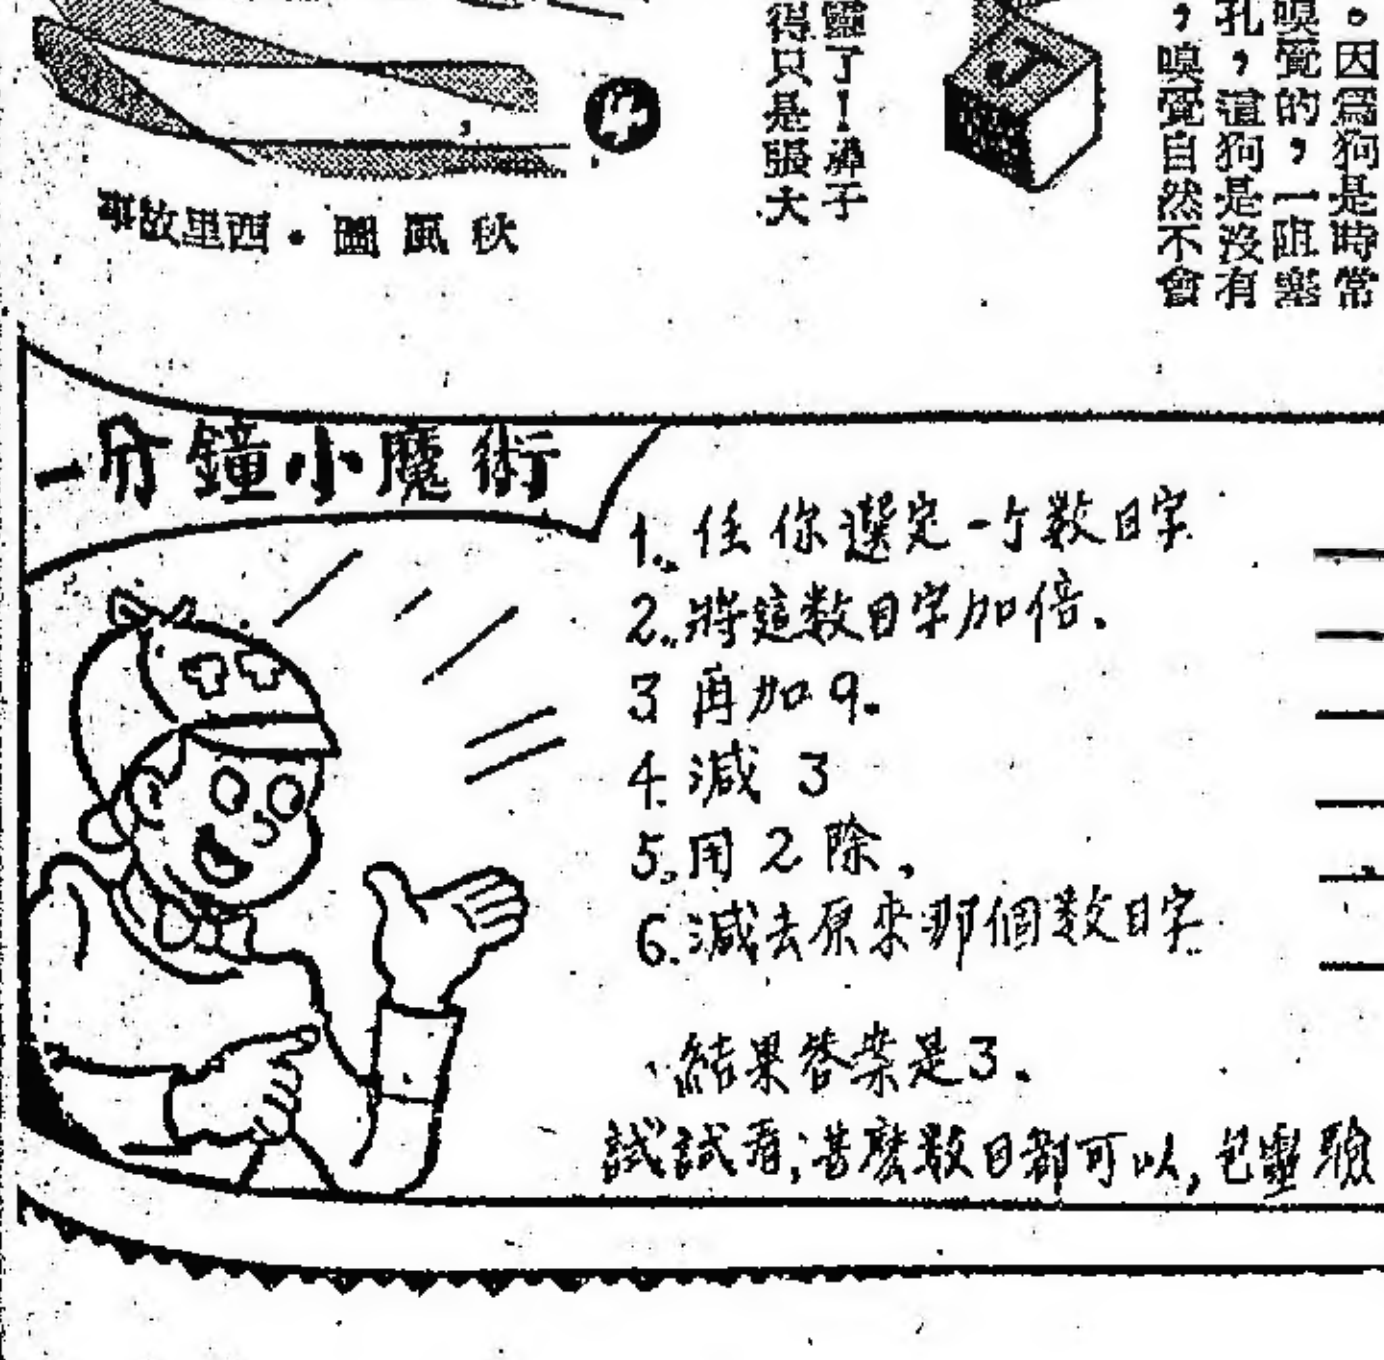 。因爲狗是時常
嗅覺的，一阻塞
孔，這狗是沒有
，嗅覺自然不會
J
靈了！鼻子
得只是張大
4
秋風圖・西里故事
一分鐘小魔術
1. 任你選定一个数目字
2. 將這数目字加倍.
3 再加9.
4. 減 3
5. 用 2 除,
6. 減去原來那個数目字
結果答案是3.
試試看；甚麽数目都可以, 包靈驗